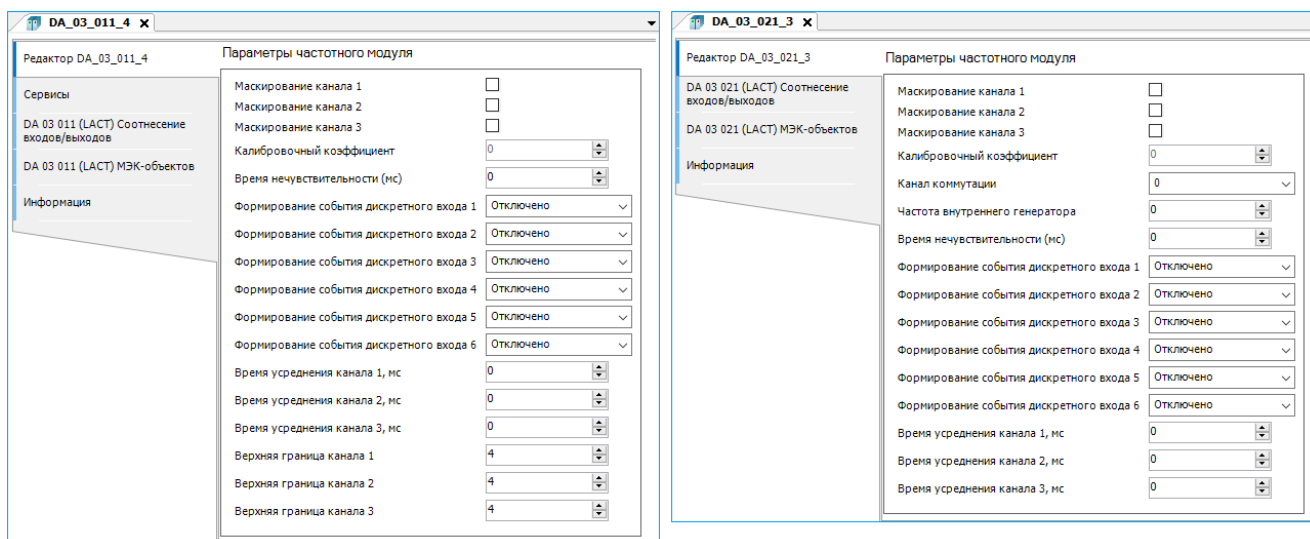 DA_03_011_4 X
Редактор DA_03_011_4
Сервисы
DA 03 011 (LACT) Соотнесение
входов/выходов
DA 03 011 (LACT) МЭК-объектов
Информация
Параметры частотного модуля
Маскирование канала 1
Маскирование канала 2
Маскирование канала 3
Калибровочный коэффициент 0
Время нечувствительности (мс) 0
Формирование события дискретного входа 1 Отключено
Формирование события дискретного входа 2 Отключено
Формирование события дискретного входа 3 Отключено
Формирование события дискретного входа 4 Отключено
Формирование события дискретного входа 5 Отключено
Формирование события дискретного входа 6 Отключено
Время усреднения канала 1, мс 0
Время усреднения канала 2, мс 0
Время усреднения канала 3, мс 0
Верхняя граница канала 1 4
Верхняя граница канала 2 4
Верхняя граница канала 3 4
DA_03_021_3 X
Редактор DA_03_021_3
DA 03 021 (LACT) Соотнесение
входов/выходов
DA 03 021 (LACT) МЭК-объектов
Информация
Параметры частотного модуля
Маскирование канала 1
Маскирование канала 2
Маскирование канала 3
Калибровочный коэффициент 0
Канал коммутации 0
Частота внутреннего генератора 0
Время нечувствительности (мс) 0
Формирование события дискретного входа 1 Отключено
Формирование события дискретного входа 2 Отключено
Формирование события дискретного входа 3 Отключено
Формирование события дискретного входа 4 Отключено
Формирование события дискретного входа 5 Отключено
Формирование события дискретного входа 6 Отключено
Время усреднения канала 1, мс 0
Время усреднения канала 2, мс 0
Время усреднения канала 3, мс 0